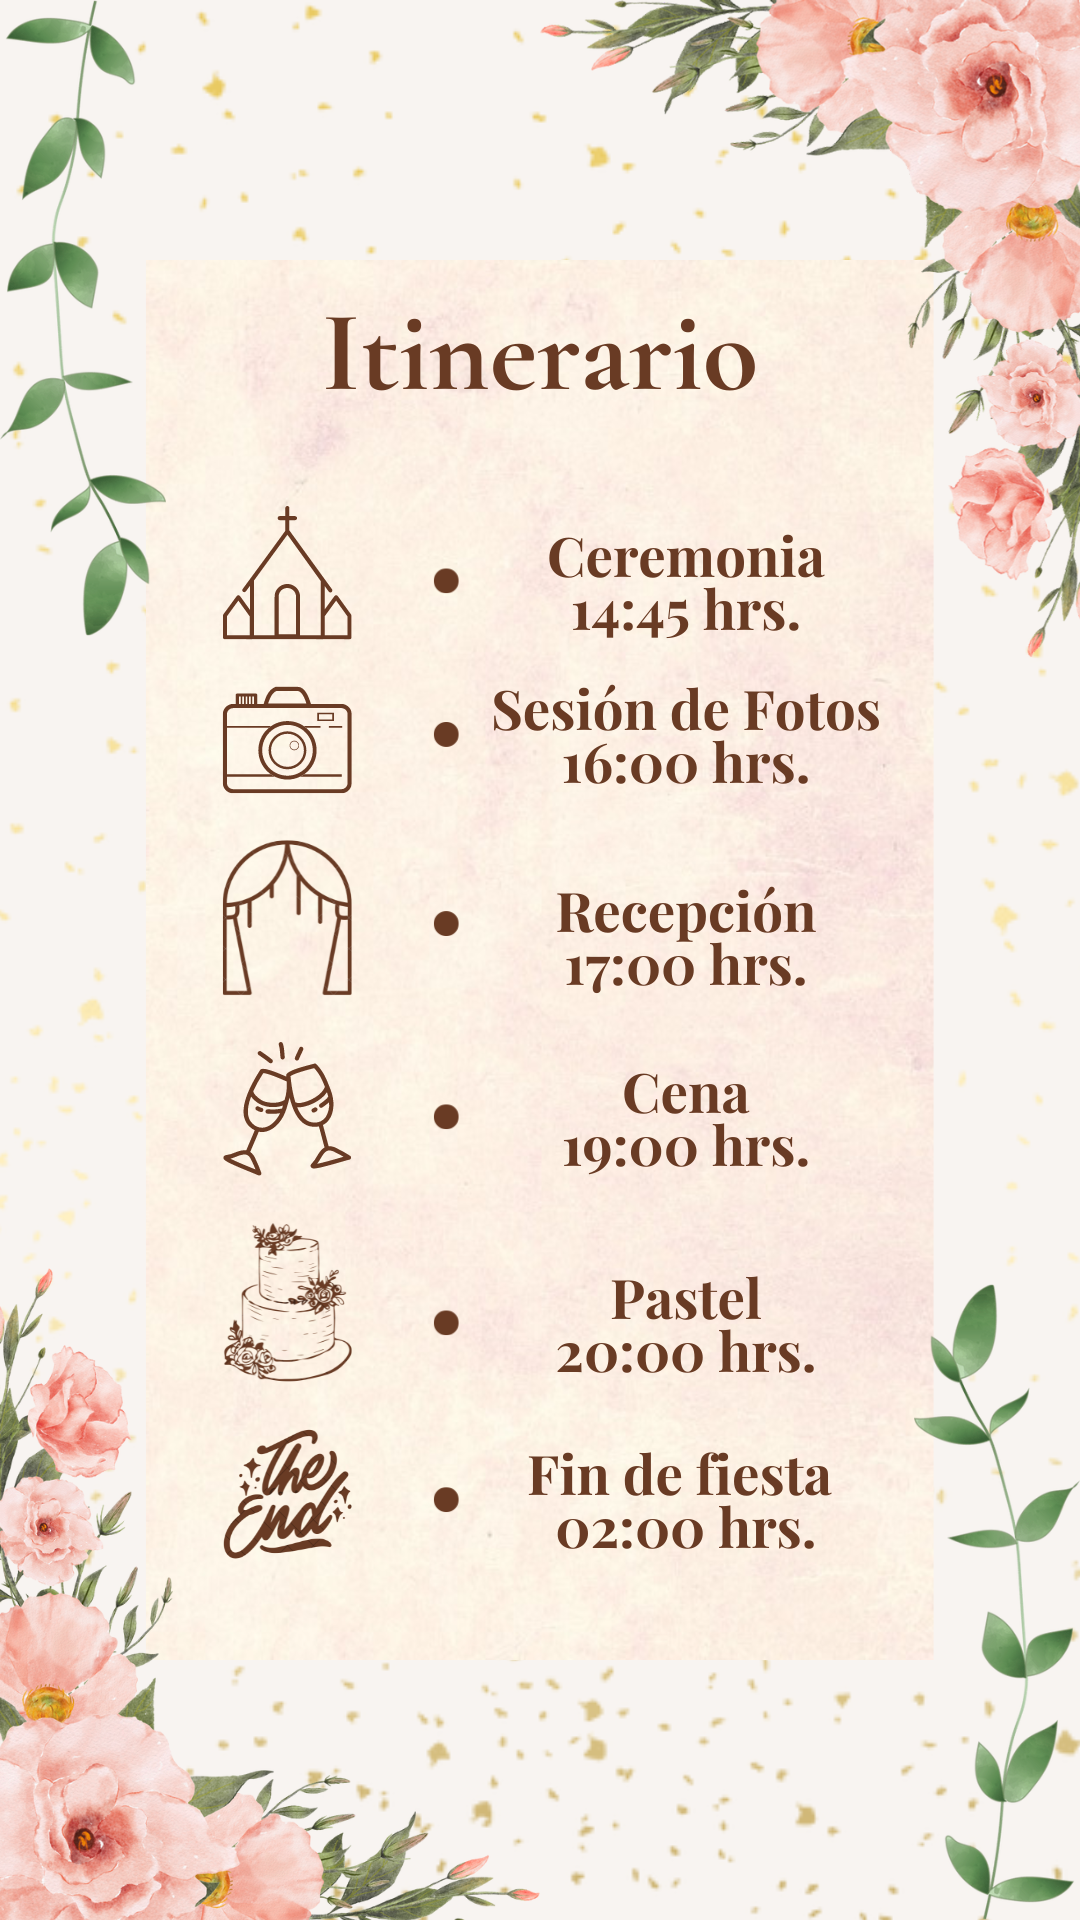 Itinerario
Ceremonia
14:45 hrs.
Sesión de Fotos
16:00 hrs.
Recepción
17:00 hrs.
Cena
19:00 hrs.
Pastel
20:00 hrs.
The
End
Fin de fiesta
02:00 hrs.